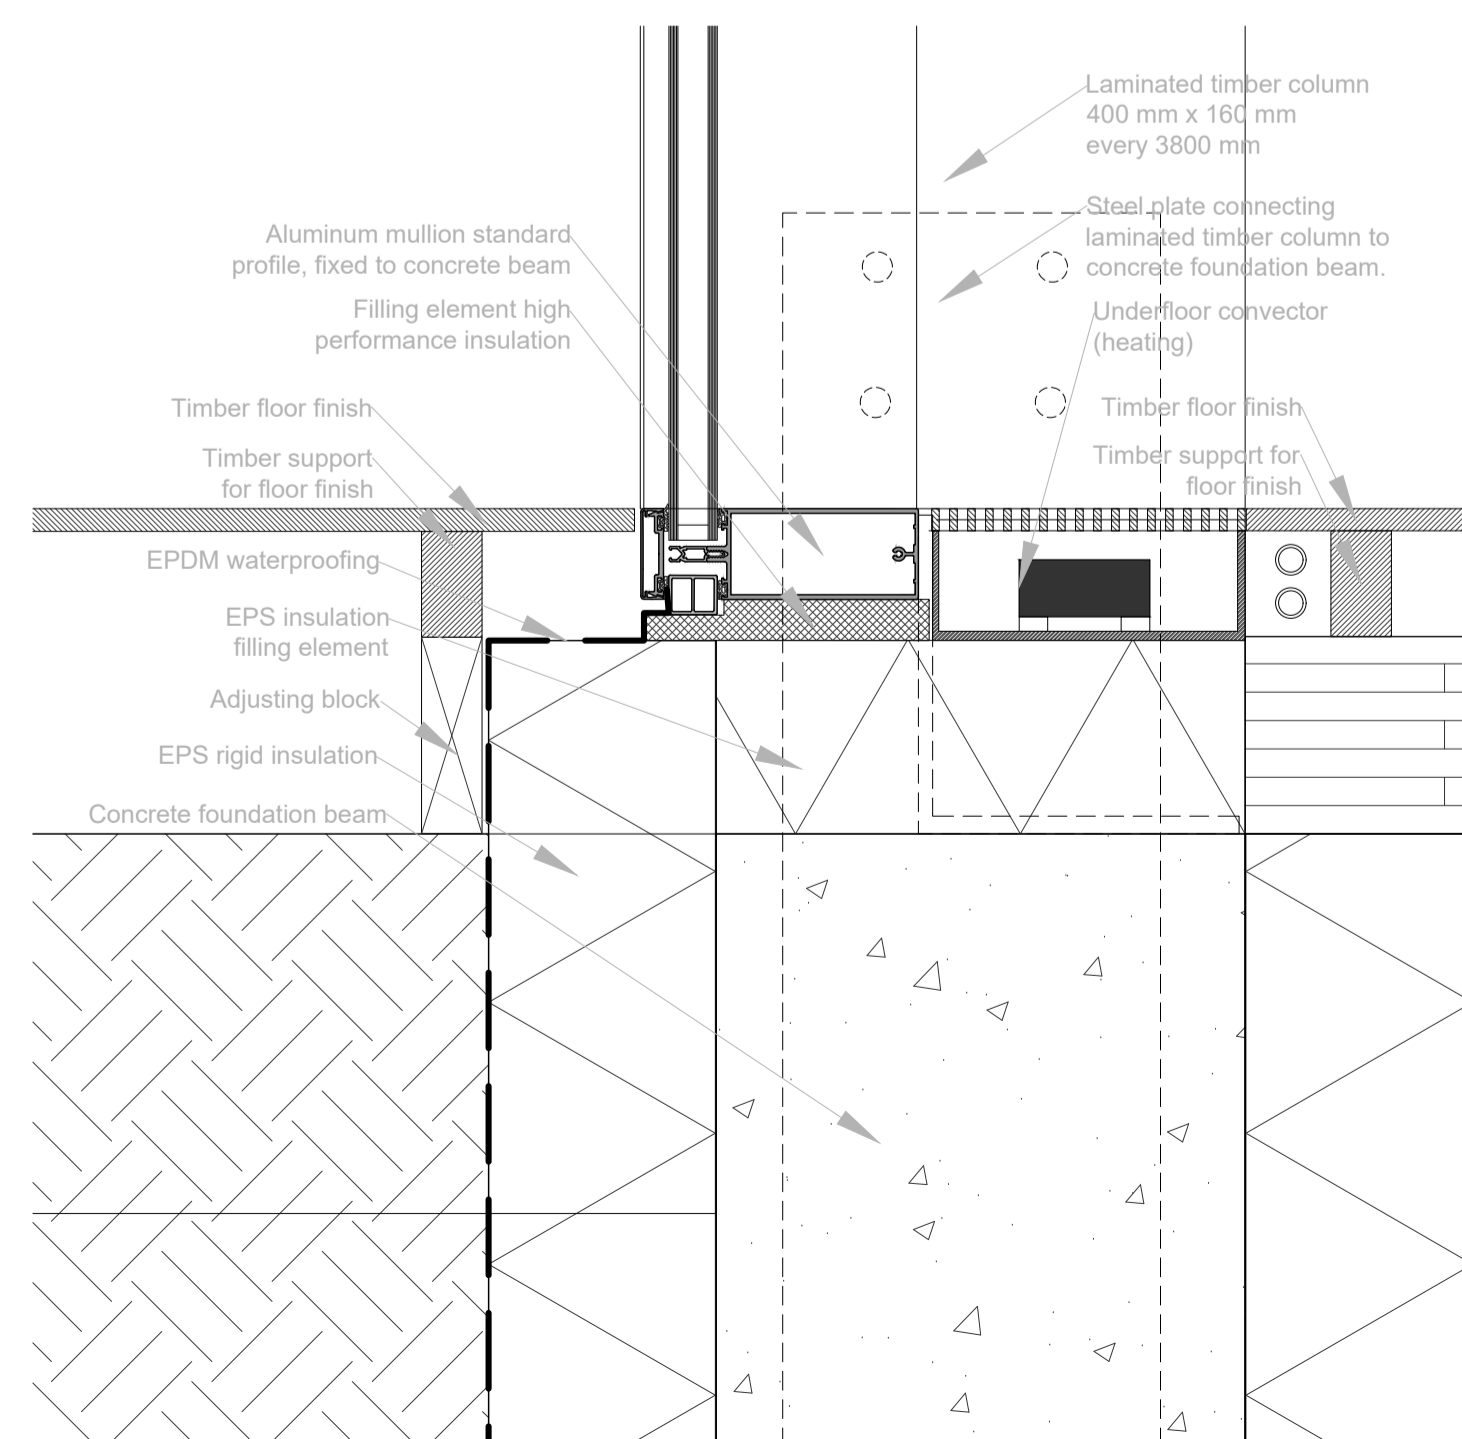 Laminated timber column
400 mm x 160 mm
every 3800 mm
Steel plate connecting
laminated timber column to
concrete foundation beam.
Underfloor convector
(heating)
Timber floor finish
Timber support for
floor finish
Aluminum mullion standard
profile, fixed to concrete beam
Filling element high
performance insulation
Timber floor finish
Timber support
for floor finish
EPDM waterproofing
EPS insulation
filling element
Adjusting block
EPS rigid insulation
Concrete foundation beam